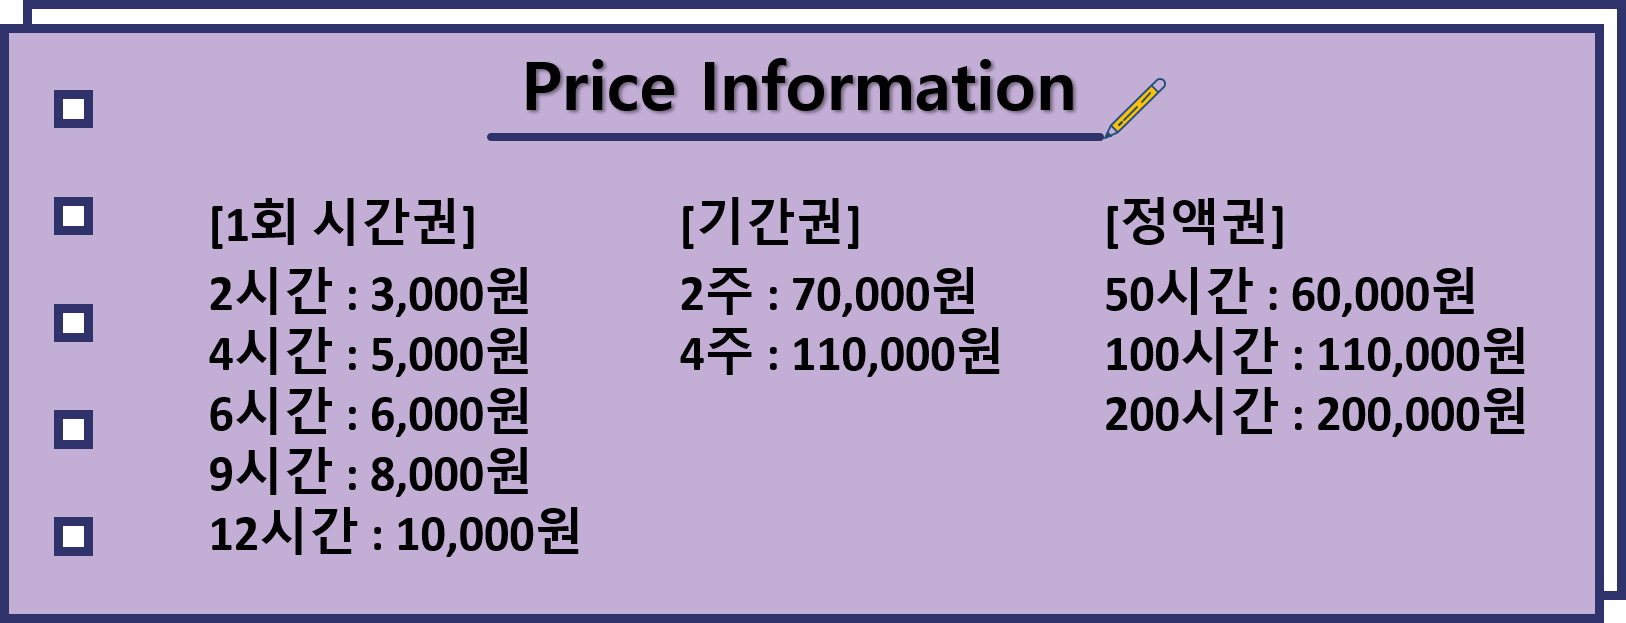 Price Information
[1회 시간권]
2시간 : 3,000원
4시간 : 5,000원
6시간 : 6,000원
9시간 : 8,000원
12시간 : 10,000원
[기간권]
2주 : 70,000원
4주 : 110,000원
[정액권]
50시간 : 60,000원
100시간 : 110,000원
200시간 : 200,000원